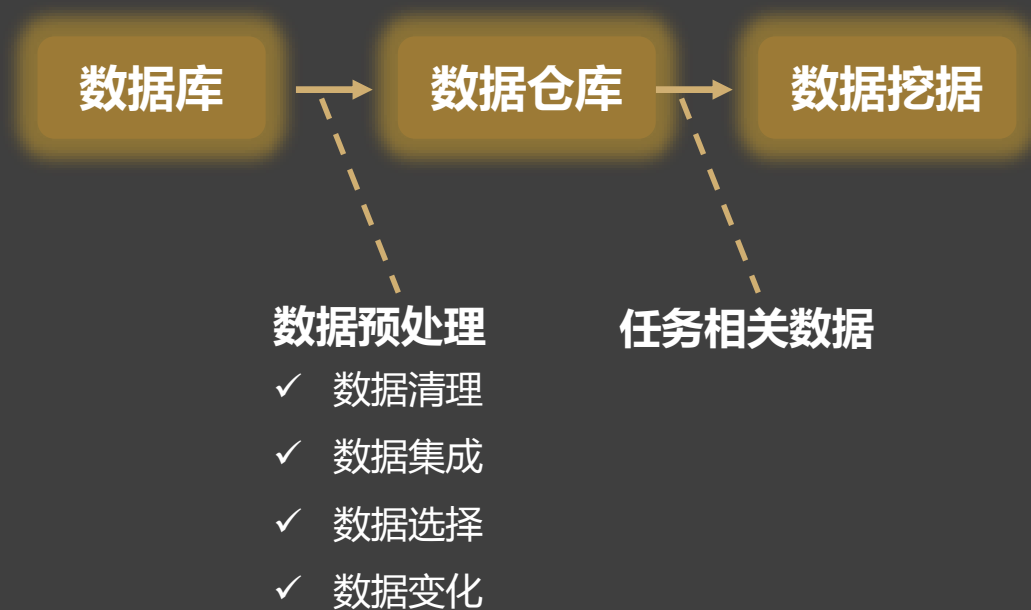 数据库
数据仓库
数据挖据
数据预处理
任务相关数据
✓ 数据清理
✓ 数据集成
✓ 数据选择
✓ 数据变化